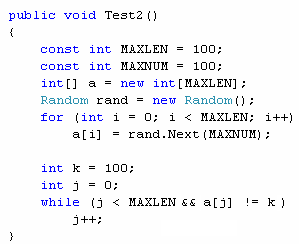 public void Test2()
{
    const int MAXLEN = 100;
    const int MAXNUM = 100;
    int[] a = new int[MAXLEN];
    Random rand = new Random();
    for (int i = 0; i < MAXLEN; i++)
        a[i] = rand.Next(MAXNUM);

    int k = 100;
    int j = 0;
    while (j < MAXLEN && a[j] != k )
        j++;
}